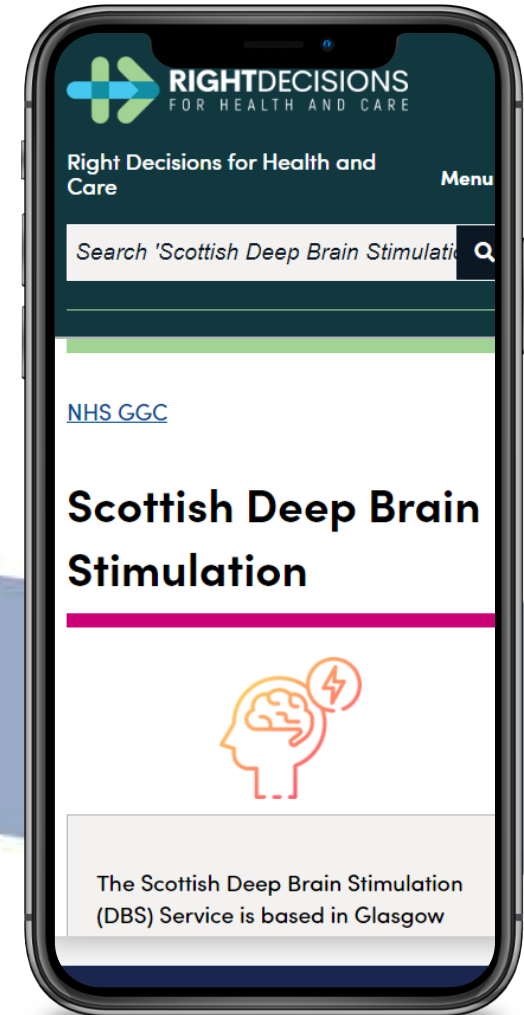 RIGHTDECISIONS
FOR HEALTH AND CARE
Right Decisions for Health and
Care
Menu
Search 'Scottish Deep Brain Stimulati
NHS GGC
Scottish Deep Brain
Stimulation
The Scottish Deep Brain Stimulation
(DBS) Service is based in Glasgow